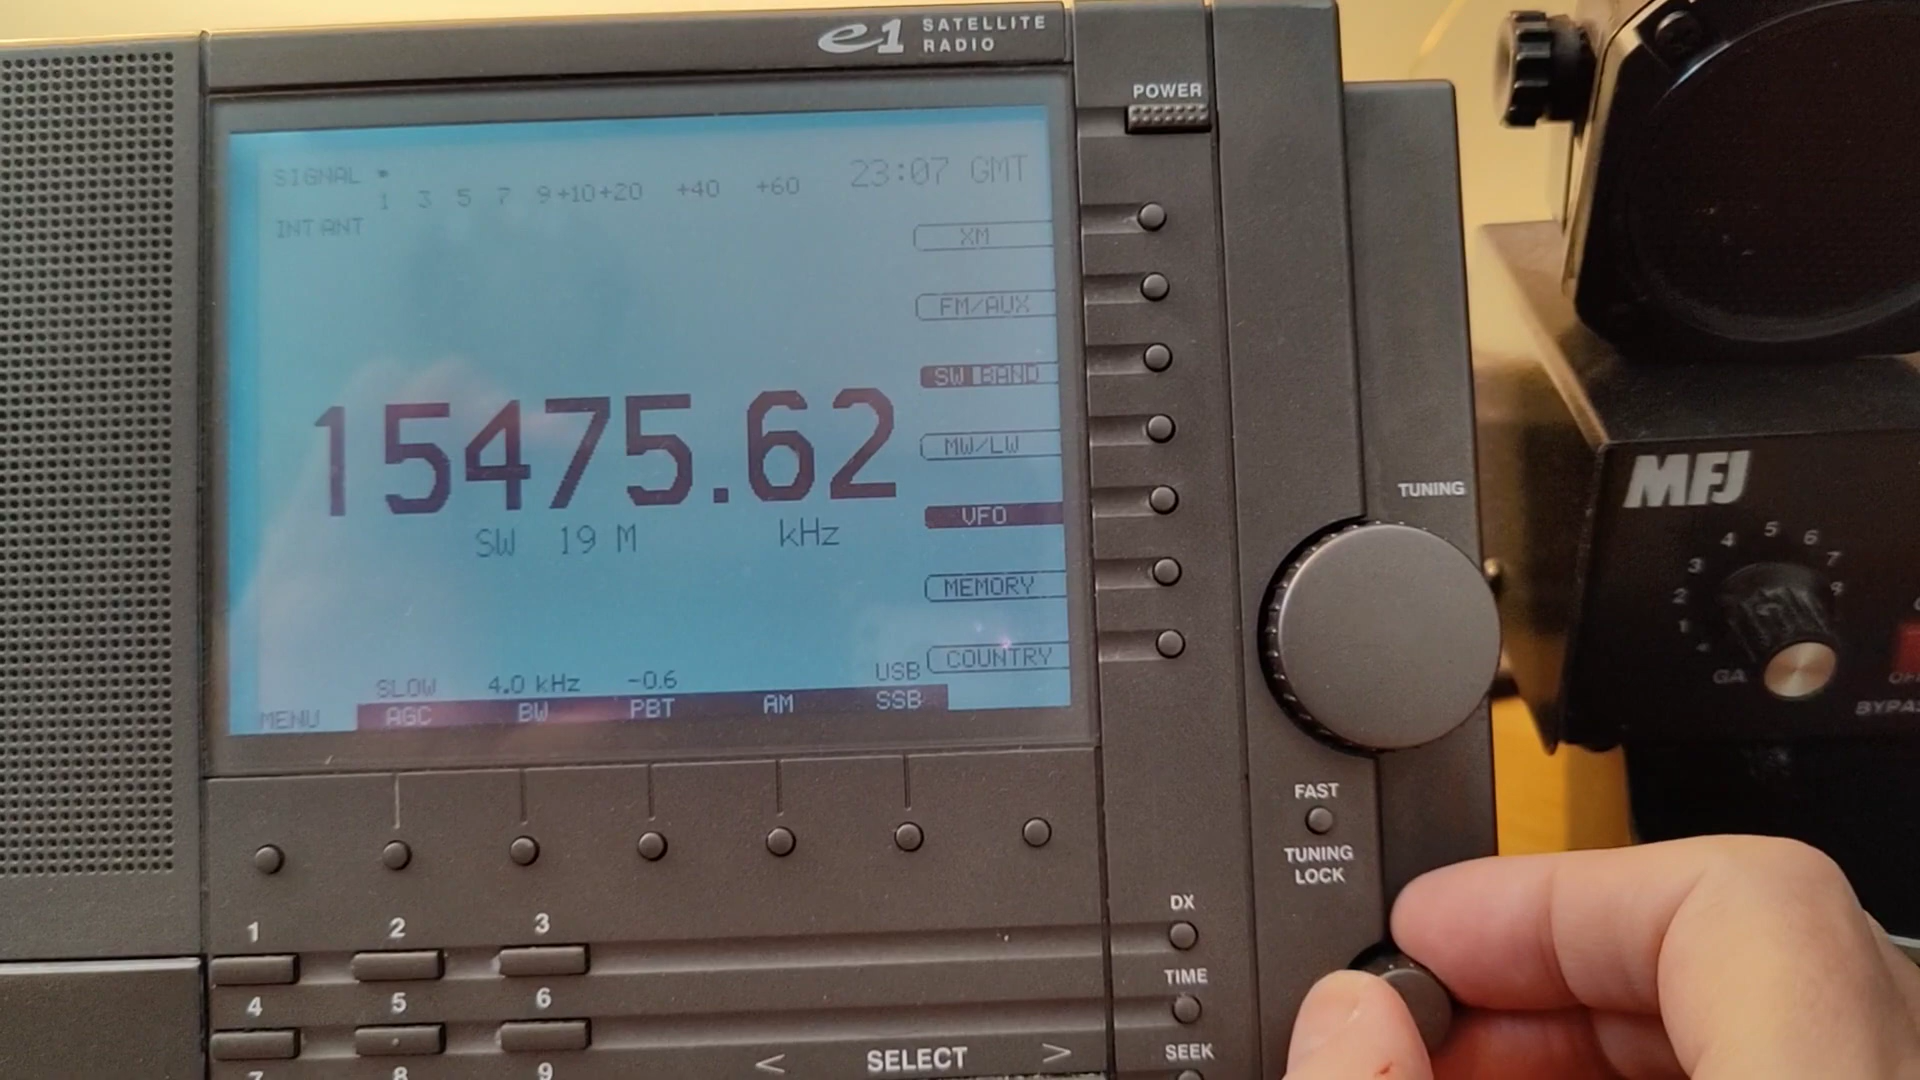 e1 SATELLITE RADIO
POWER
SIGNAL
1 3 5 7 9 +10 +20 +40 +60
23:07 GMT
INT ANT
XM
FM/AUX
SW BAND
MW/LW
15475.62
SW 19 M kHz
VFO
MEMORY
COUNTRY
SLOW 4.0 kHz -0.6 USB
MENU AGC BW PBT AM SSB
TUNING
FAST
TUNING LOCK
DX
TIME
SEEK
1 2 3
4 5 6
7 8 9
< SELECT >
MFJ
1 2 3 4 5 6 7